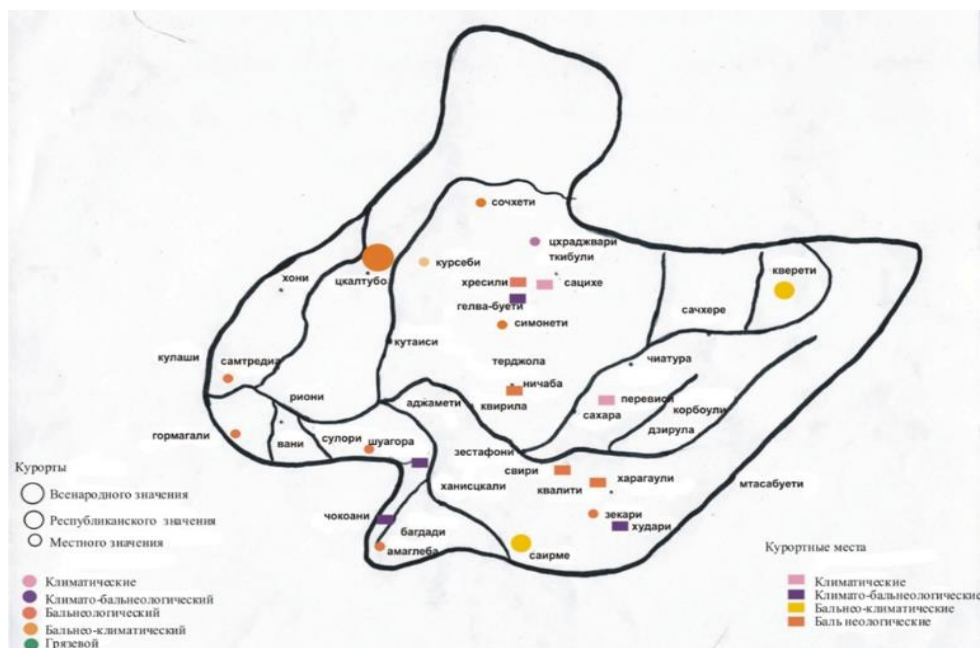 сочхети
цхраджвари
ткибули
кверети
курсеби
хресили
сацихе
хони
цкалтубо
гелва-буети
сачхере
симонети
кутаиси
кулаши
самтредиа
терджола
чиатура
ничаба
риони
аджамети
квирила
перевиси
корбоули
сахара
дзирула
гормагали
вани
сулори
шуагора
зестафони
свири
харагаули
мтасабуети
ханисцкали
квалити
чокоани
зекари
худари
багдади
амаглеба
саирме
Курорты
Всенародного значения
Республиканского значения
Местного значения
Климатические
Климато-бальнеологический
Бальнеологический
Бальнео-климатический
Грязевой
Курортные места
Климатические
Климато-бальнеологические
Бальнео-климатические
Баль неологические